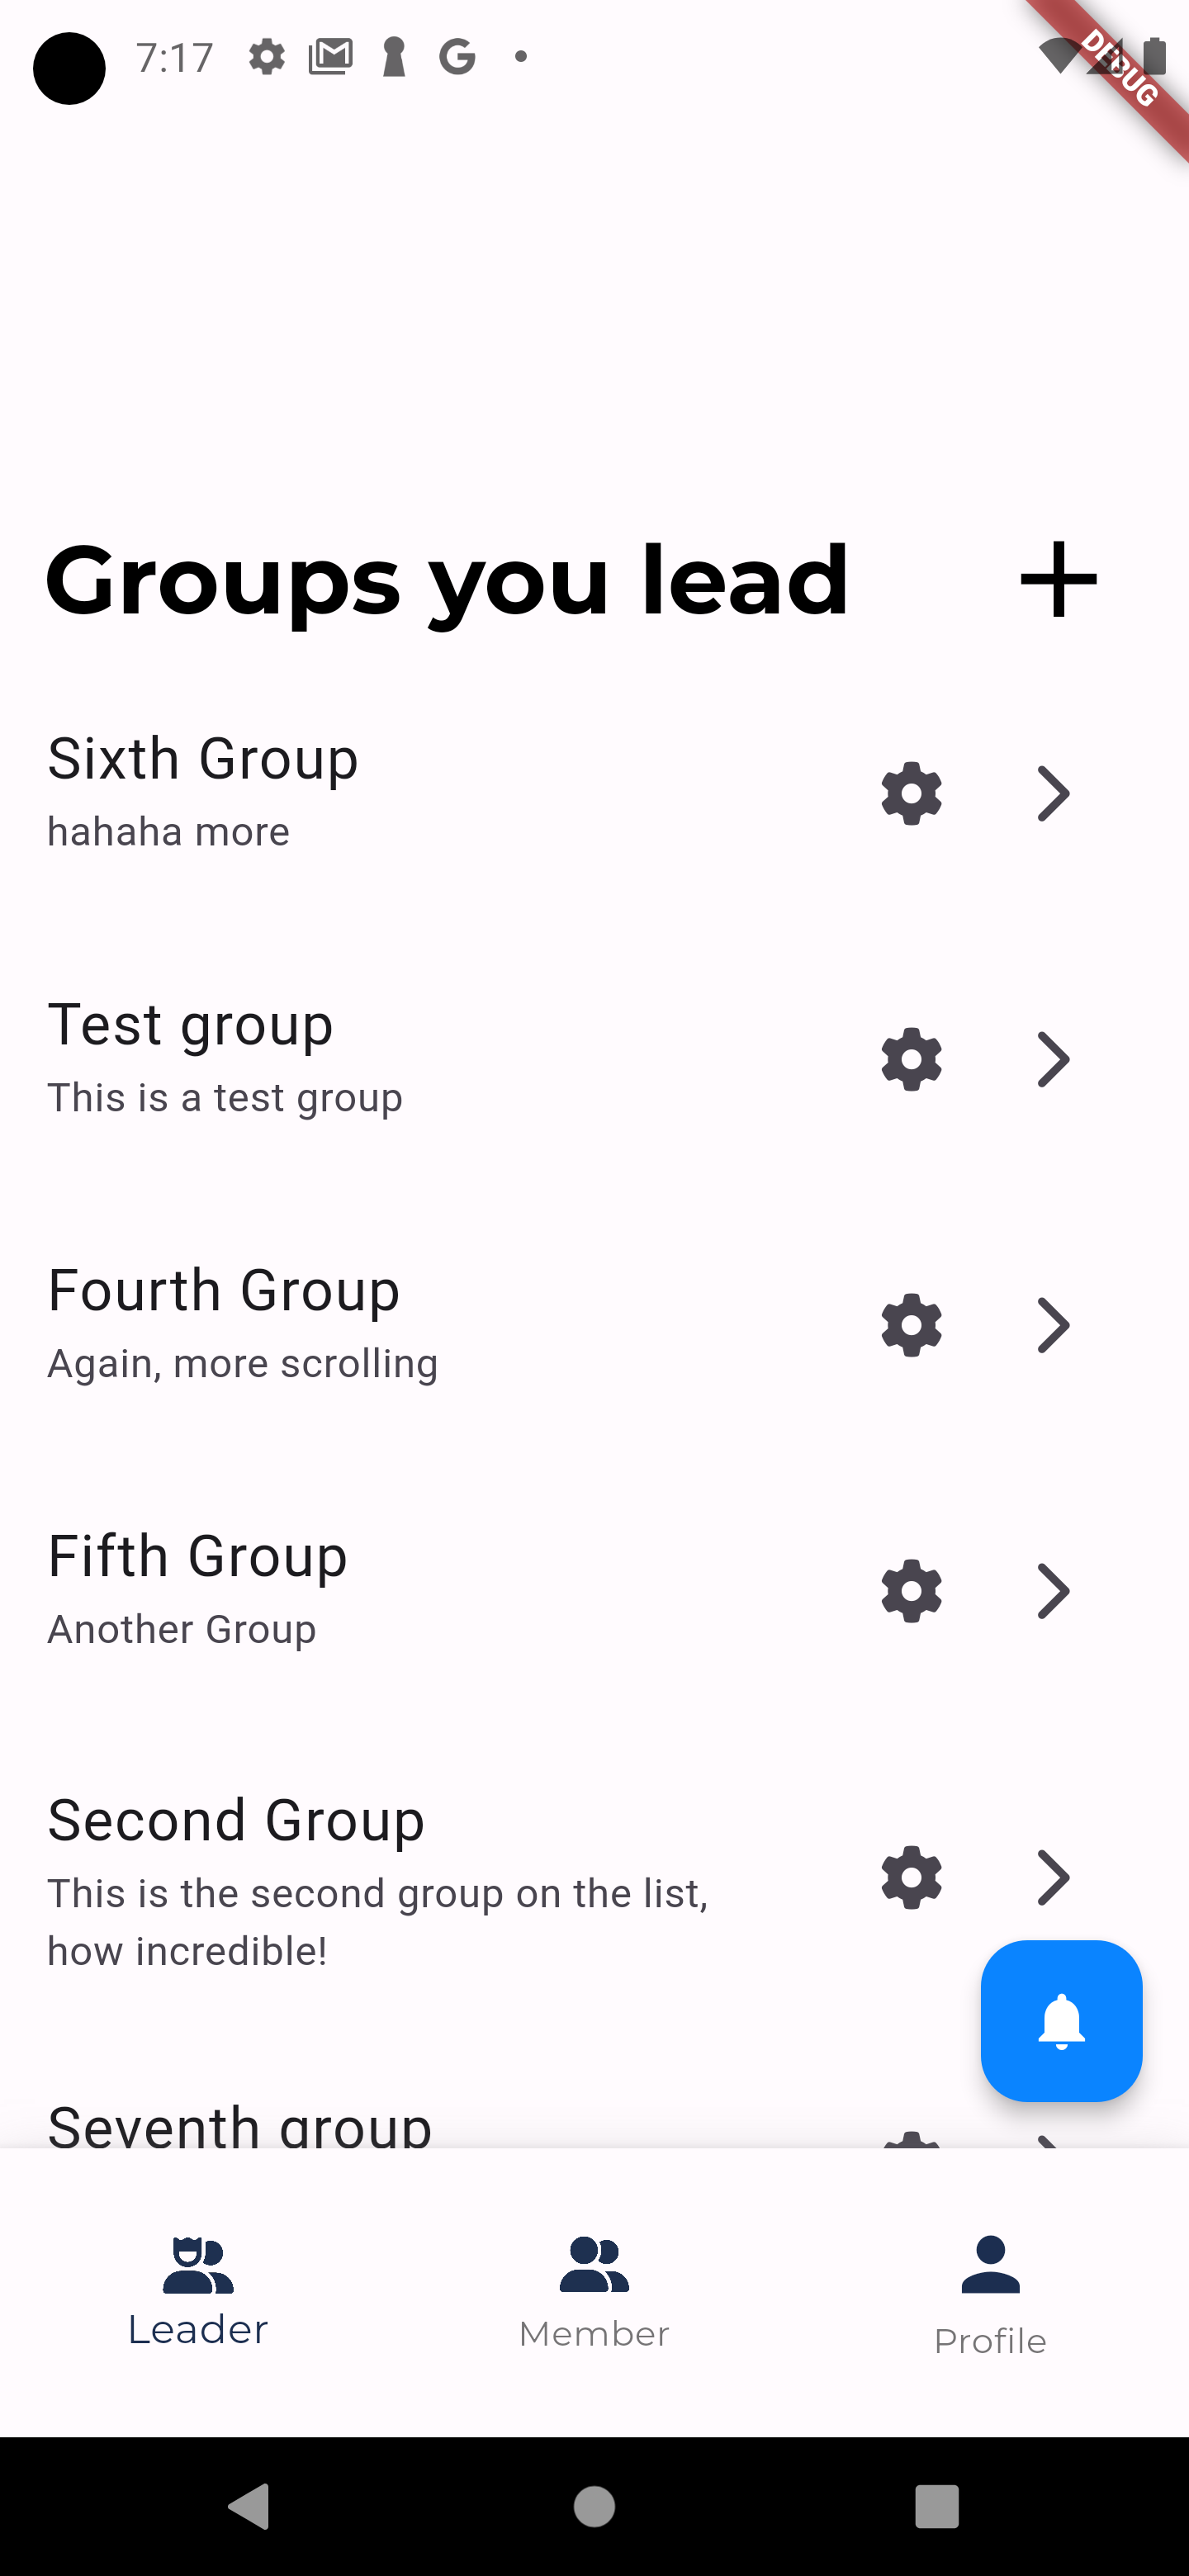 7:17
DEBUG
Groups you lead
Sixth Group
hahaha more
Test group
This is a test group
Fourth Group
Again, more scrolling
Fifth Group
Another Group
Second Group
This is the second group on the list,
how incredible!
Seventh group
Leader
Member
Profile